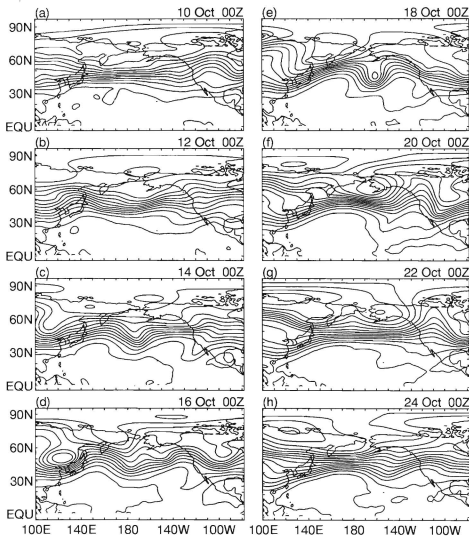 (a) 10 Oct 00Z
90N
60N
30N
EQU
(b) 12 Oct 00Z
90N
60N
30N
EQU
(c) 14 Oct 00Z
90N
60N
30N
EQU
(d) 16 Oct 00Z
90N
60N
30N
EQU
100E 140E 180 140W 100W
(e) 18 Oct 00Z
(f) 20 Oct 00Z
(g) 22 Oct 00Z
(h) 24 Oct 00Z
100E 140E 180 140W 100W